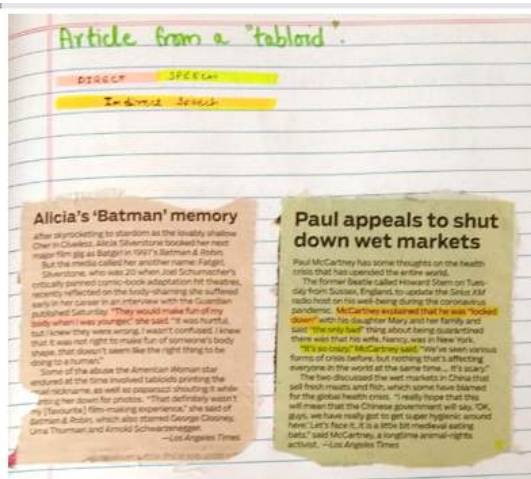 Article from a "tabloid".
DIRECT SPEECH
Indirect Speech
Alicia's 'Batman' memory
After skyrocketing to stardom as the lovably shallow
Cher in Clueless, Alicia Silverstone booked her next
major film gig as Batgirl in 1997's Batman & Robin.
But the media called her another name: Fatgirl.
Silverstone, who was 20 when Joel Schumacher's
critically panned comic-book adaptation hit theatres,
recently reflected on the body-shaming she suffered
early in her career in an interview with the Guardian
published Saturday. "They would make fun of my
body when I was younger," she said. "It was hurtful,
but I knew they were wrong. I wasn't confused. I knew
that it was not right to make fun of somebody's body
shape, that doesn't seem like the right thing to be
doing to a human."
Some of the abuse the American Woman star
endured at the time involved tabloids printing the
cruel nickname, as well as paparazzi shouting it while
trying her down for photos. "That definitely wasn't
my [favourite] film-making experience," she said of
Batman & Robin, which also starred George Clooney,
Uma Thurman and Arnold Schwarzenegger.
—Los Angeles Times
Paul appeals to shut
down wet markets
Paul McCartney has some thoughts on the health
crisis that has upended the entire world.
The former Beatle called Howard Stern on Tues-
day from Sussex, England, to update the Sirius XM
radio host on his well-being during the coronavirus
pandemic. McCartney explained that he was "locked
down" with his daughter Mary and her family and
said "the only bad" thing about being quarantined
there was that his wife, Nancy, was in New York.
"It's so crazy," McCartney said. "We've seen various
forms of crisis before, but nothing that's affecting
everyone in the world at the same time.... It's scary."
The two discussed the wet markets in China that
sell fresh meats and fish, which some have blamed
for the global health crisis. "I really hope that this
will mean that the Chinese government will say, 'OK,
guys, we have really got to get super hygienic around
here.' Let's face it, it is a little bit medieval eating
bats," said McCartney, a longtime animal-rights
activist. —Los Angeles Times